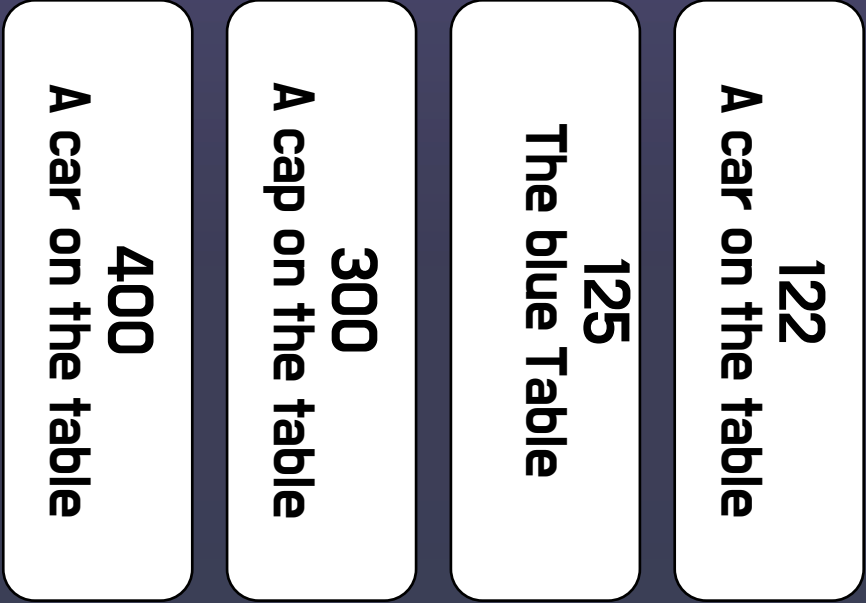 122
A car on the table
125
The blue Table
300
A cap on the table
400
A car on the table